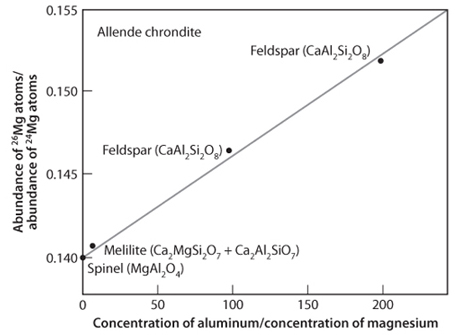 0.155
Allende chrondite
Feldspar (CaAl₂Si₂O₈)
0.150
Abundance of ²⁶Mg atoms/
abundance of ²⁴Mg atoms
Feldspar (CaAl₂Si₂O₈)
0.145
Melilite (Ca₂MgSi₂O₇ + Ca₂Al₂SiO₇)
0.140
Spinel (MgAl₂O₄)
0 50 100 150 200
Concentration of aluminum/concentration of magnesium